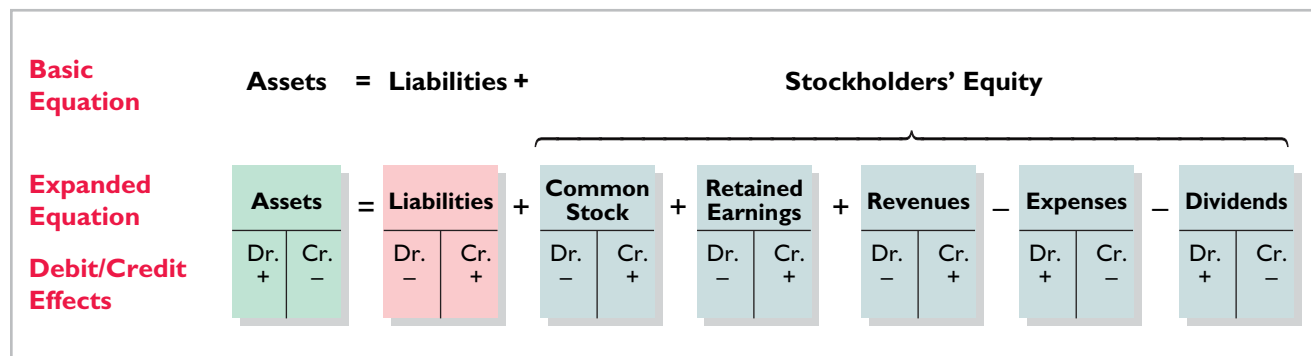 Basic
Equation
Assets = Liabilities + Stockholders’ Equity
Expanded
Equation
Assets = Liabilities + Common Stock + Retained Earnings + Revenues – Expenses – Dividends
Debit/Credit
Effects
Dr. Cr. Dr. Cr. Dr. Cr. Dr. Cr. Dr. Cr. Dr. Cr. Dr. Cr.
+ – – + – + – + – + + – + –